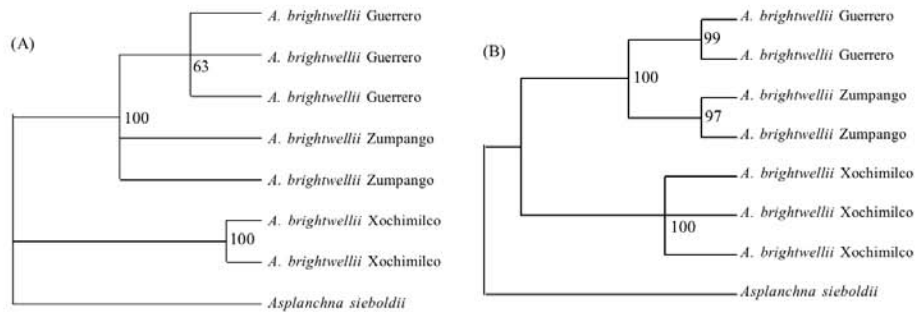 (A)
A. brightwellii Guerrero
A. brightwellii Guerrero
63
A. brightwellii Guerrero
100
A. brightwellii Zumpango
A. brightwellii Zumpango
A. brightwellii Xochimilco
100
A. brightwellii Xochimilco
Asplanchna sieboldii
(B)
A. brightwellii Guerrero
99
A. brightwellii Guerrero
100
A. brightwellii Zumpango
97
A. brightwellii Zumpango
A. brightwellii Xochimilco
A. brightwellii Xochimilco
100
A. brightwellii Xochimilco
Asplanchna sieboldii